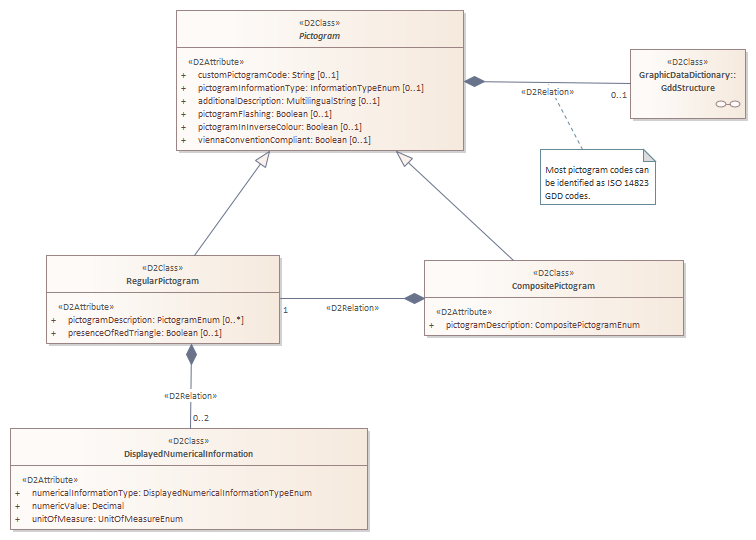 «D2Class»
Pictogram
«D2Attribute»
+ customPictogramCode: String [0..1]
+ pictogramInformationType: InformationTypeEnum [0..1]
+ additionalDescription: MultilingualString [0..1]
+ pictogramFlashing: Boolean [0..1]
+ pictogramInInverseColour: Boolean [0..1]
+ viennaConventionCompliant: Boolean [0..1]
«D2Relation»
0..1
«D2Class»
GraphicDataDictionary::
GddStructure
Most pictogram codes can
be identified as ISO 14823
GDD codes.
«D2Class»
RegularPictogram
«D2Attribute»
+ pictogramDescription: PictogramEnum [0..*]
+ presenceOfRedTriangle: Boolean [0..1]
1
«D2Relation»
«D2Class»
CompositePictogram
«D2Attribute»
+ pictogramDescription: CompositePictogramEnum
«D2Relation»
0..2
«D2Class»
DisplayedNumericalInformation
«D2Attribute»
+ numericalInformationType: DisplayedNumericalInformationTypeEnum
+ numericValue: Decimal
+ unitOfMeasure: UnitOfMeasureEnum